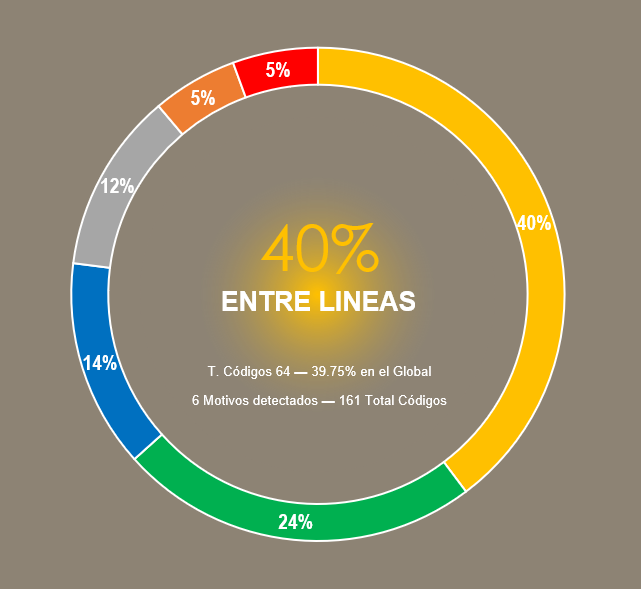 5%
5%
12%
40%
40%
ENTRE LINEAS
14%
T. Códigos 64 — 39.75% en el Global
6 Motivos detectados — 161 Total Códigos
24%